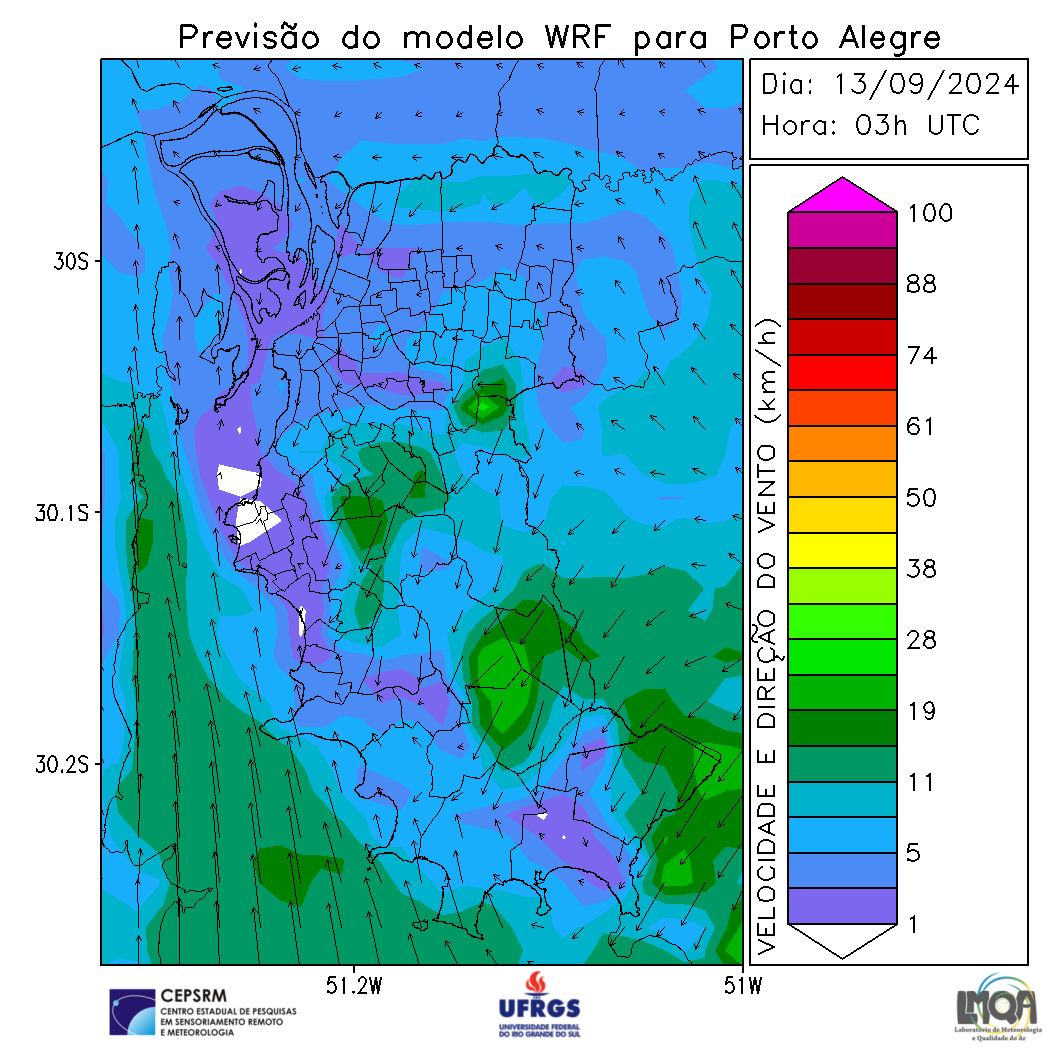 Previsão do modelo WRF para Porto Alegre
Dia: 13/09/2024
Hora: 03h UTC
30S
30.1S
30.2S
51.2W
51W
VELOCIDADE E DIREÇÃO DO VENTO (km/h)
100
88
74
61
50
38
28
19
11
5
1
CEPSRM
CENTRO ESTADUAL DE PESQUISAS
EM SENSORIAMENTO REMOTO
E METEOROLOGIA
UFRGS
UNIVERSIDADE FEDERAL
DO RIO GRANDE DO SUL
LMQA
Laboratório de Meteorologia
e Qualidade do Ar